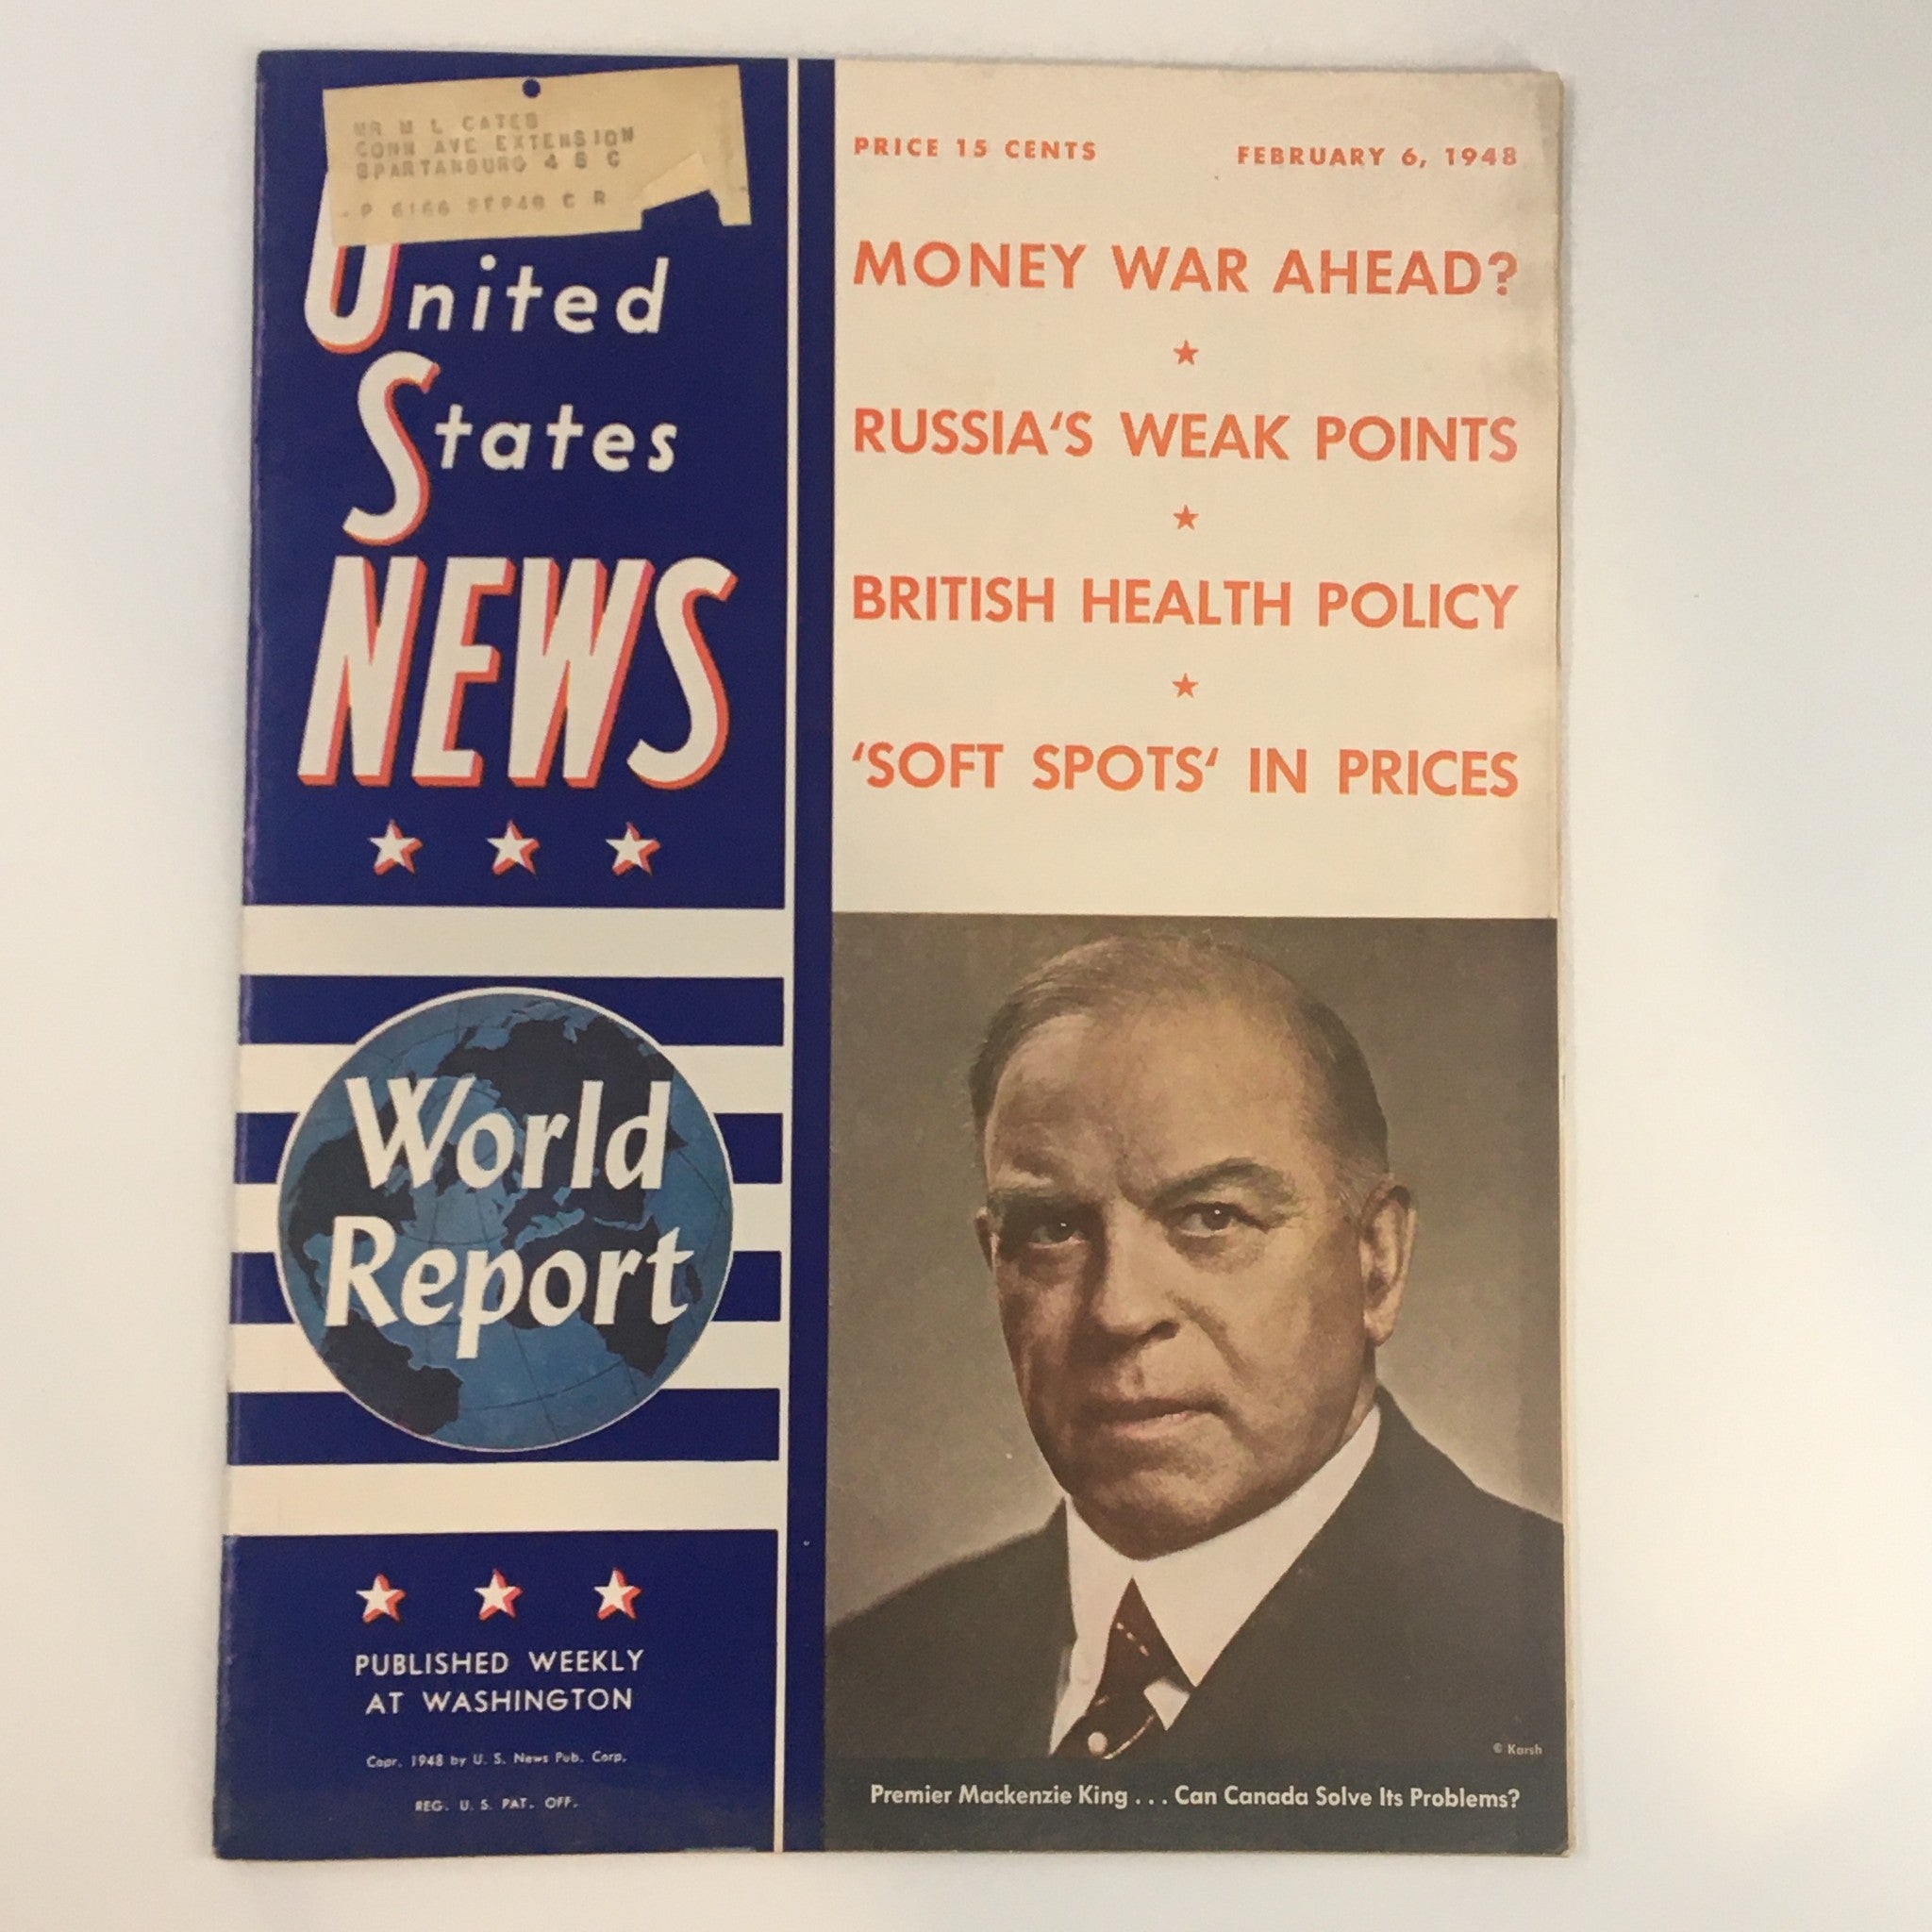 MR M L CATES
CONN AVE EXTENSION
SPARTANBURG 4 S C
P 6166 SEP48 C R
United
States
NEWS
World
Report
PUBLISHED WEEKLY
AT WASHINGTON
Copr. 1948 by U. S. News Pub. Corp.
REG. U. S. PAT. OFF.
PRICE 15 CENTS FEBRUARY 6, 1948
MONEY WAR AHEAD?
RUSSIA'S WEAK POINTS
BRITISH HEALTH POLICY
'SOFT SPOTS' IN PRICES
© Karsh
Premier Mackenzie King . . . Can Canada Solve Its Problems?